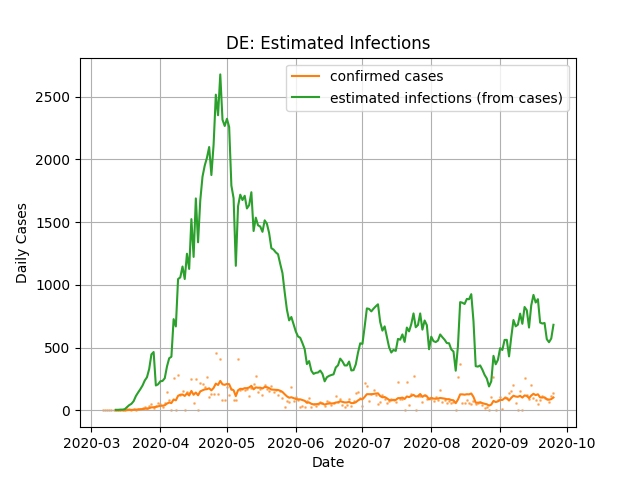 DE: Estimated Infections
confirmed cases
estimated infections (from cases)
Daily Cases
2500
2000
1500
1000
500
0
2020-03 2020-04 2020-05 2020-06 2020-07 2020-08 2020-09 2020-10
Date